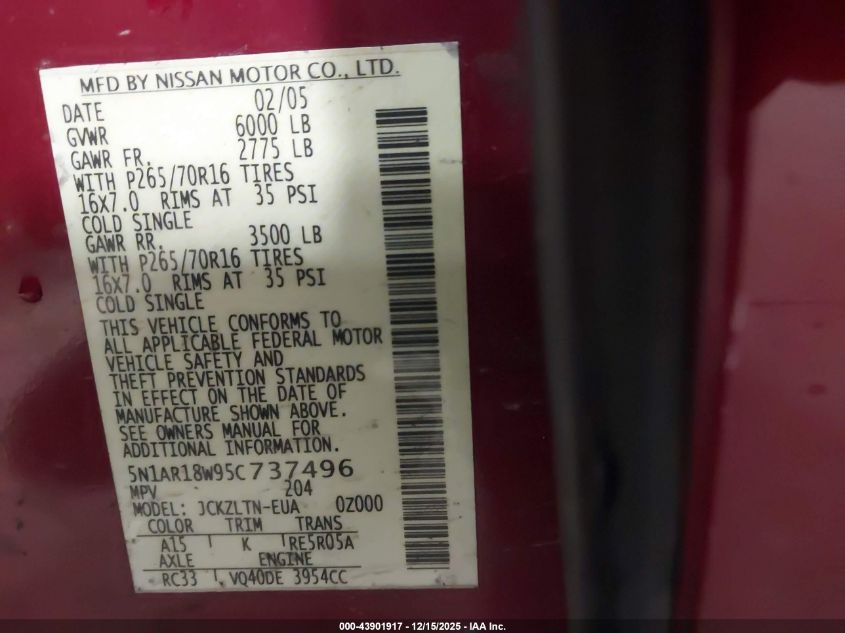 MFD BY NISSAN MOTOR CO., LTD.
DATE 02/05
GVWR 6000 LB
GAWR FR. 2775 LB
WITH P265/70R16 TIRES
16X7.0 RIMS AT 35 PSI
COLD SINGLE
GAWR RR. 3500 LB
WITH P265/70R16 TIRES
16X7.0 RIMS AT 35 PSI
COLD SINGLE
THIS VEHICLE CONFORMS TO
ALL APPLICABLE FEDERAL MOTOR
VEHICLE SAFETY AND
THEFT PREVENTION STANDARDS
IN EFFECT ON THE DATE OF
MANUFACTURE SHOWN ABOVE.
SEE OWNERS MANUAL FOR
ADDITIONAL INFORMATION.
5N1AR18W95C737496
MPV 204
MODEL: JCKZLTN-EUA 0Z000
COLOR TRIM TRANS
A15 K RE5R05A
AXLE ENGINE
RC33 VQ40DE 3954CC
000-43901917 - 12/15/2025 - IAA Inc.